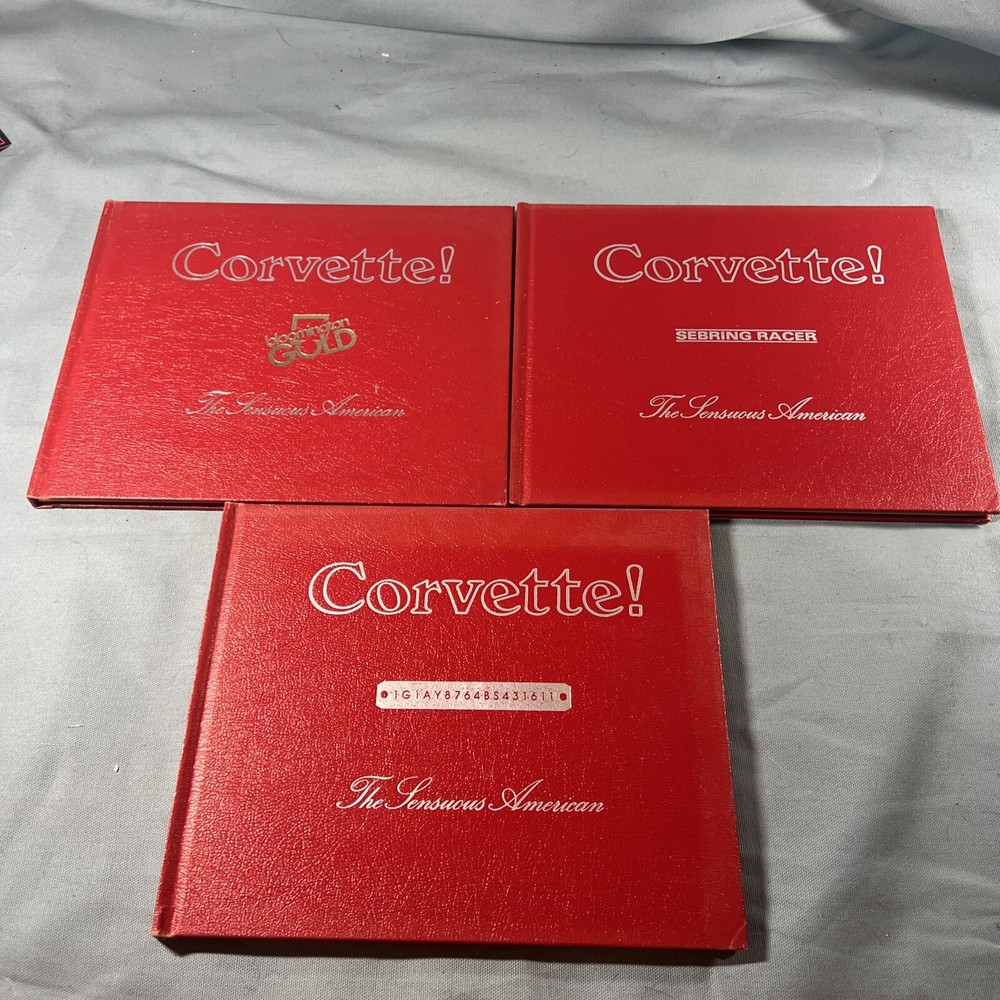 Corvette!
bloomington
GOLD
The Sensuous American
Corvette!
SEBRING RACER
The Sensuous American
Corvette!
1G1AY8764BS431611
The Sensuous American